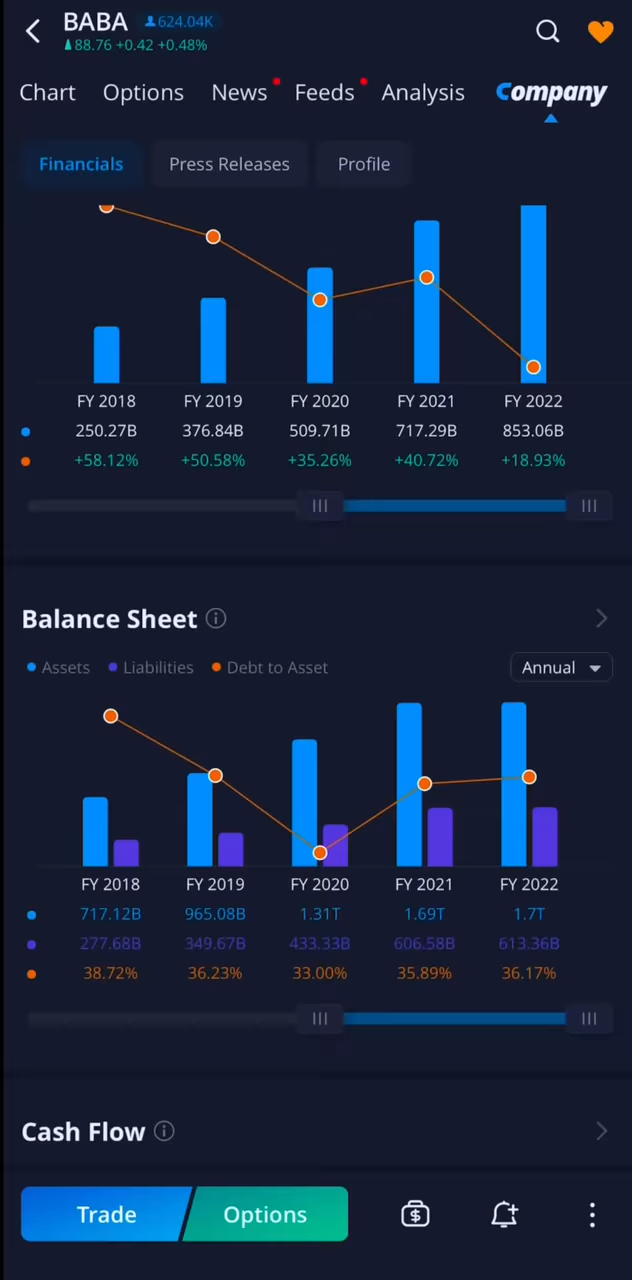 BABA 624.04K
88.76 +0.42 +0.48%
Chart Options News Feeds Analysis Company
Financials Press Releases Profile
FY 2018 FY 2019 FY 2020 FY 2021 FY 2022
250.27B 376.84B 509.71B 717.29B 853.06B
+58.12% +50.58% +35.26% +40.72% +18.93%
Balance Sheet
Assets Liabilities Debt to Asset Annual
FY 2018 FY 2019 FY 2020 FY 2021 FY 2022
717.12B 965.08B 1.31T 1.69T 1.7T
277.68B 349.67B 433.33B 606.58B 613.36B
38.72% 36.23% 33.00% 35.89% 36.17%
Cash Flow
Trade Options